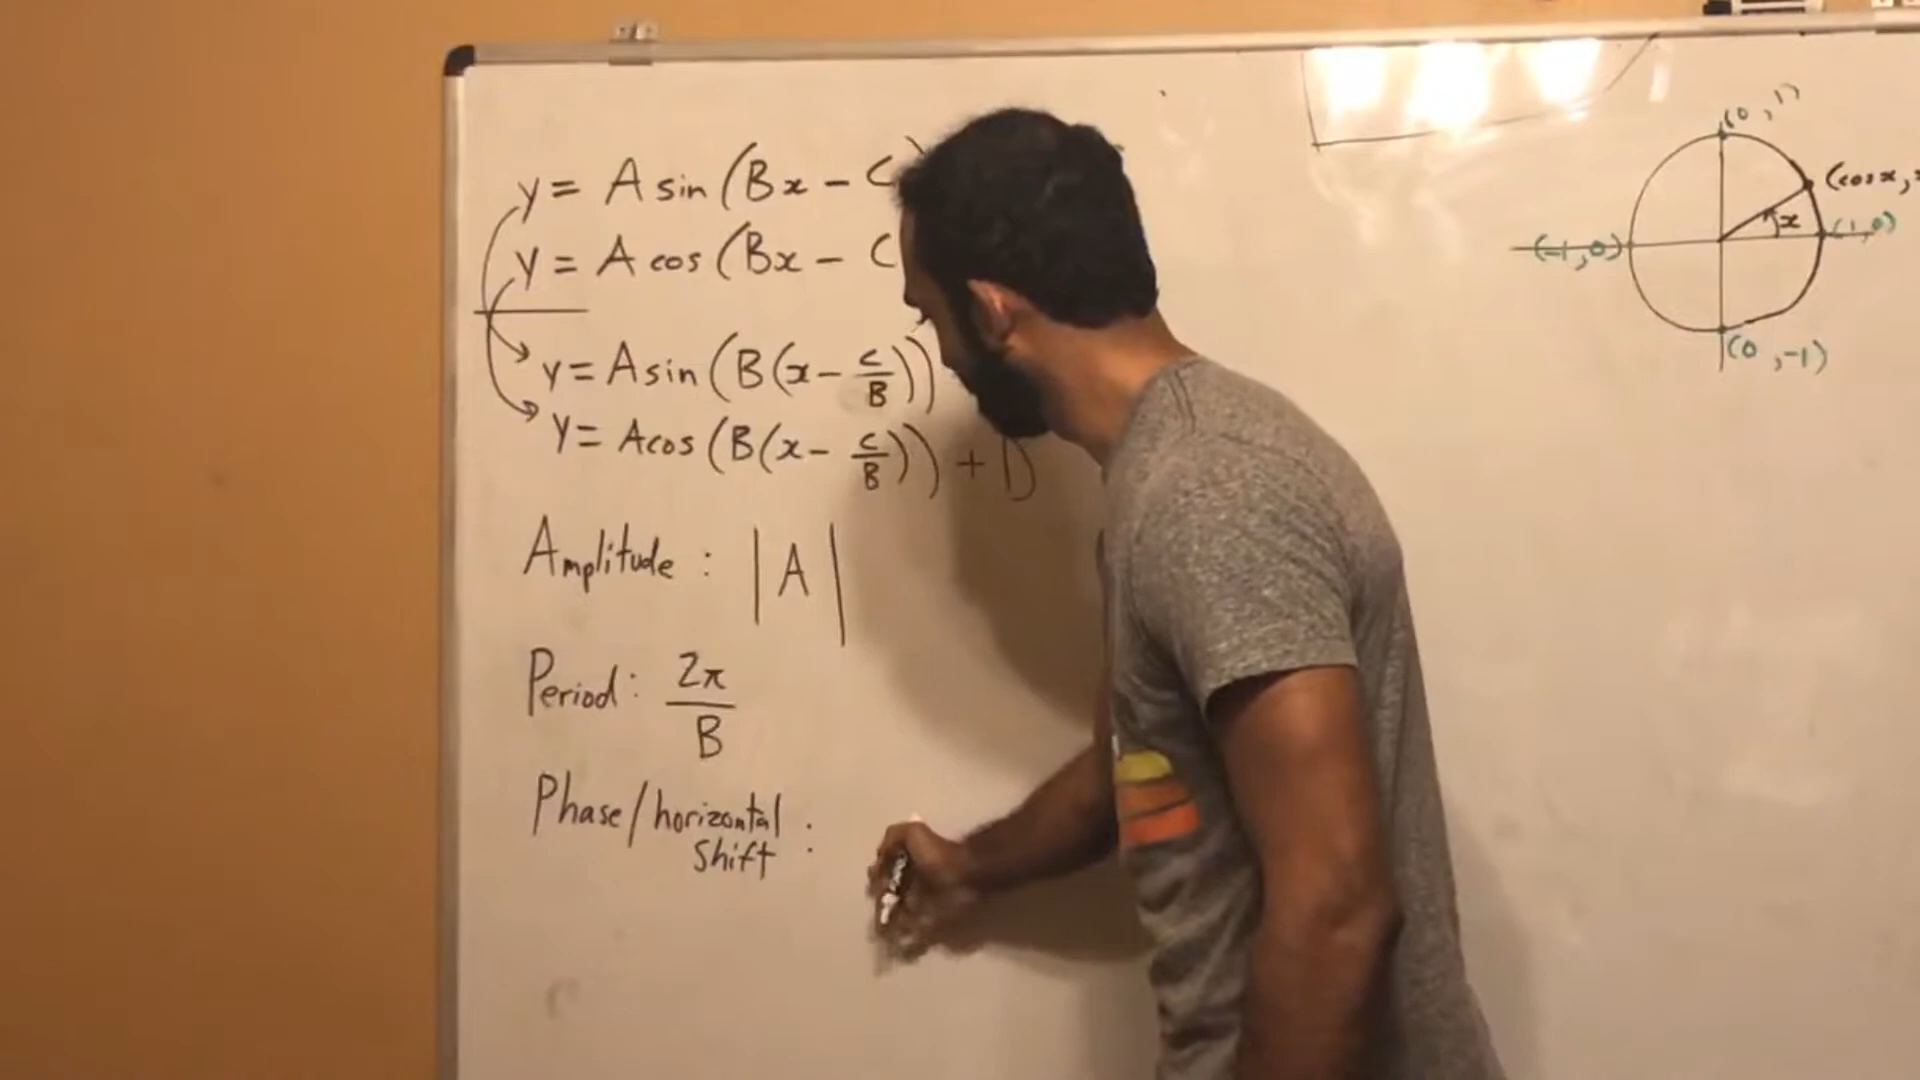 y = A sin (Bx - C
y = A cos (Bx - C
y = A sin (B(x - C/B))
y = A cos (B(x - C/B)) + D
Amplitude : |A|
Period : 2π/B
Phase/horizontal shift :
(0, 1)
(cos x,
x
(-1, 0)
(1, 0)
(0, -1)